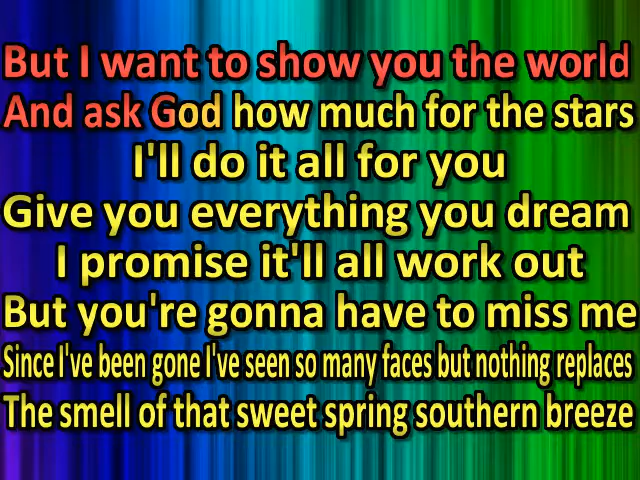 But I want to show you the world
And ask God how much for the stars
I'll do it all for you
Give you everything you dream
I promise it'll all work out
But you're gonna have to miss me
Since I've been gone I've seen so many faces but nothing replaces
The smell of that sweet spring southern breeze